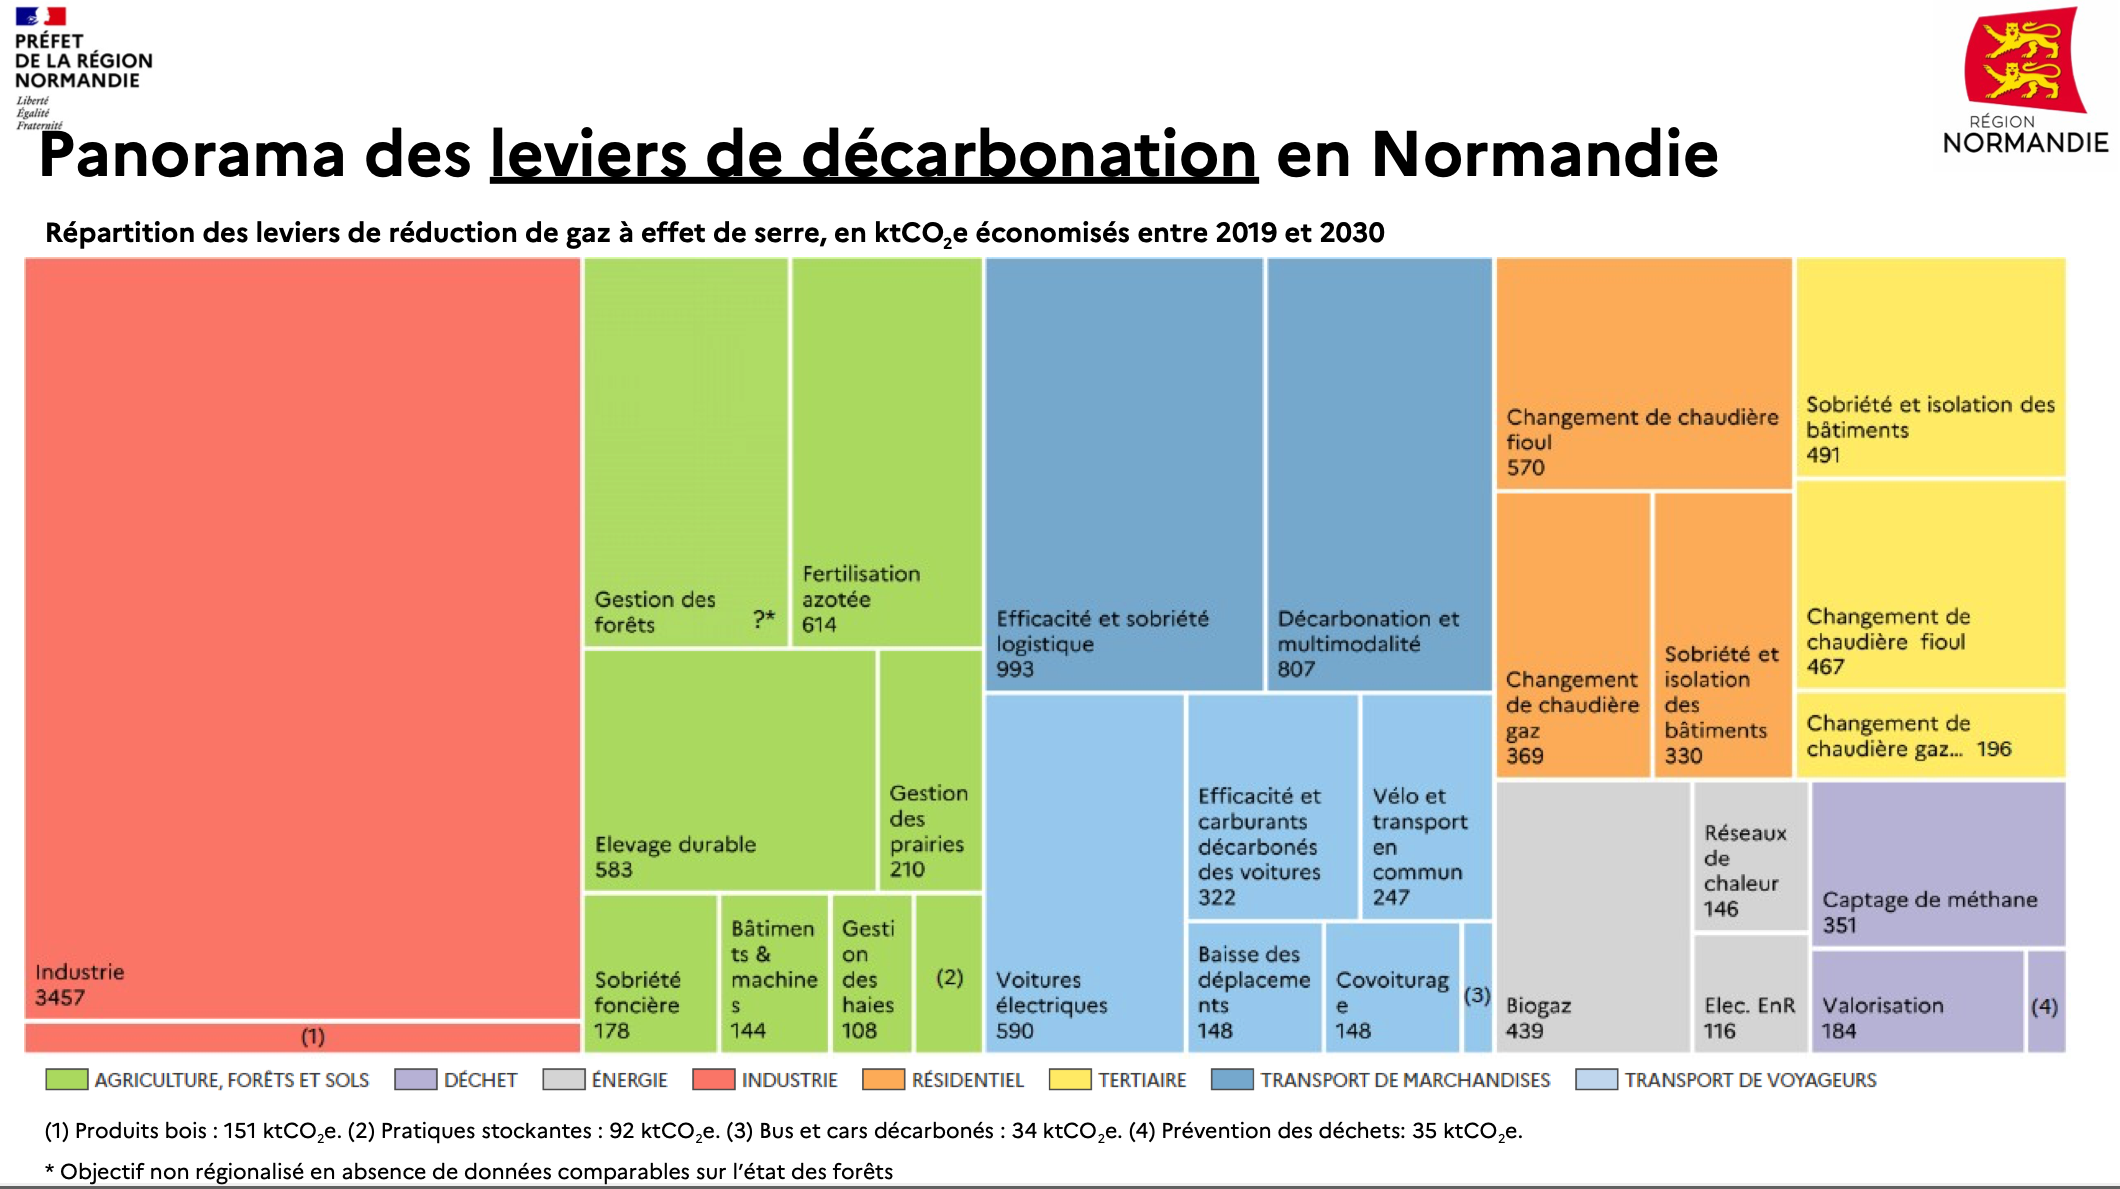 PRÉFET
DE LA RÉGION
NORMANDIE
Liberté
Égalité
Fraternité
RÉGION
NORMANDIE
Panorama des leviers de décarbonation en Normandie
Répartition des leviers de réduction de gaz à effet de serre, en ktCO₂e économisés entre 2019 et 2030
Industrie
3457
(1)
Gestion des
forêts ?*
Fertilisation
azotée
614
Elevage durable
583
Gestion
des
prairies
210
Sobriété
foncière
178
Bâtimen
ts &
machine
s
144
Gesti
on
des
haies
108
(2)
Efficacité et sobriété
logistique
993
Décarbonation et
multimodalité
807
Voitures
électriques
590
Efficacité et
carburants
décarbonés
des voitures
322
Vélo et
transport
en
commun
247
Baisse des
déplaceme
nts
148
Covoiturag
e
148
(3)
Changement de chaudière
fioul
570
Changement
de chaudière
gaz
369
Sobriété et
isolation
des
bâtiments
330
Sobriété et isolation des
bâtiments
491
Changement de
chaudière fioul
467
Changement de
chaudière gaz... 196
Biogaz
439
Réseaux
de
chaleur
146
Elec. EnR
116
Captage de méthane
351
Valorisation
184
(4)
AGRICULTURE, FORÊTS ET SOLS DÉCHET ÉNERGIE INDUSTRIE RÉSIDENTIEL TERTIAIRE TRANSPORT DE MARCHANDISES TRANSPORT DE VOYAGEURS
(1) Produits bois : 151 ktCO₂e. (2) Pratiques stockantes : 92 ktCO₂e. (3) Bus et cars décarbonés : 34 ktCO₂e. (4) Prévention des déchets: 35 ktCO₂e.
* Objectif non régionalisé en absence de données comparables sur l'état des forêts